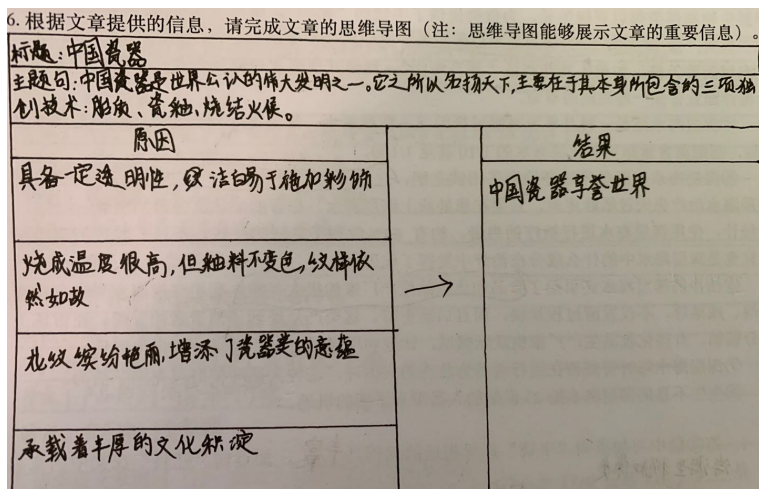 6. 根据文章提供的信息，请完成文章的思维导图（注：思维导图能够展示文章的重要信息）。
标题：中国瓷器
主题句：中国瓷器是世界公认的伟大发明之一。它之所以名扬天下，主要在于其本身所包含的三项独
创技术：胎质、瓷釉、烧结火候。
原因
结果
具备一定透明性，洁白易于施加彩饰
中国瓷器享誉世界
烧成温度很高，但釉料不变色，纹样依
然如故
→
花纹缤纷艳丽，增添了瓷器类的意蕴
承载着丰厚的文化积淀